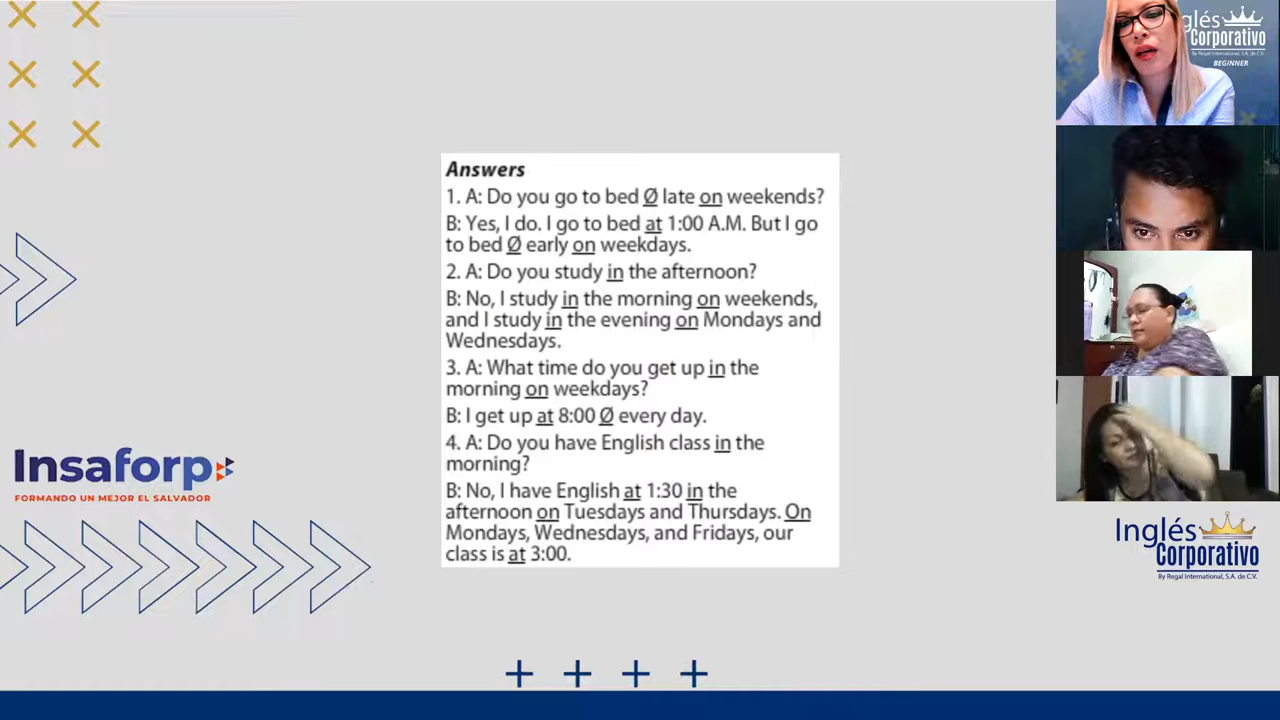 Answers
1. A: Do you go to bed Ø late on weekends?
B: Yes, I do. I go to bed at 1:00 A.M. But I go
to bed Ø early on weekdays.
2. A: Do you study in the afternoon?
B: No, I study in the morning on weekends,
and I study in the evening on Mondays and
Wednesdays.
3. A: What time do you get up in the
morning on weekdays?
B: I get up at 8:00 Ø every day.
4. A: Do you have English class in the
morning?
B: No, I have English at 1:30 in the
afternoon on Tuesdays and Thursdays. On
Mondays, Wednesdays, and Fridays, our
class is at 3:00.
Insaforp
FORMANDO UN MEJOR EL SALVADOR
glés
Corporativo
By Regal International, S.A. de C.V.
BEGINNER
Inglés
Corporativo
By Regal International, S.A. de C.V.